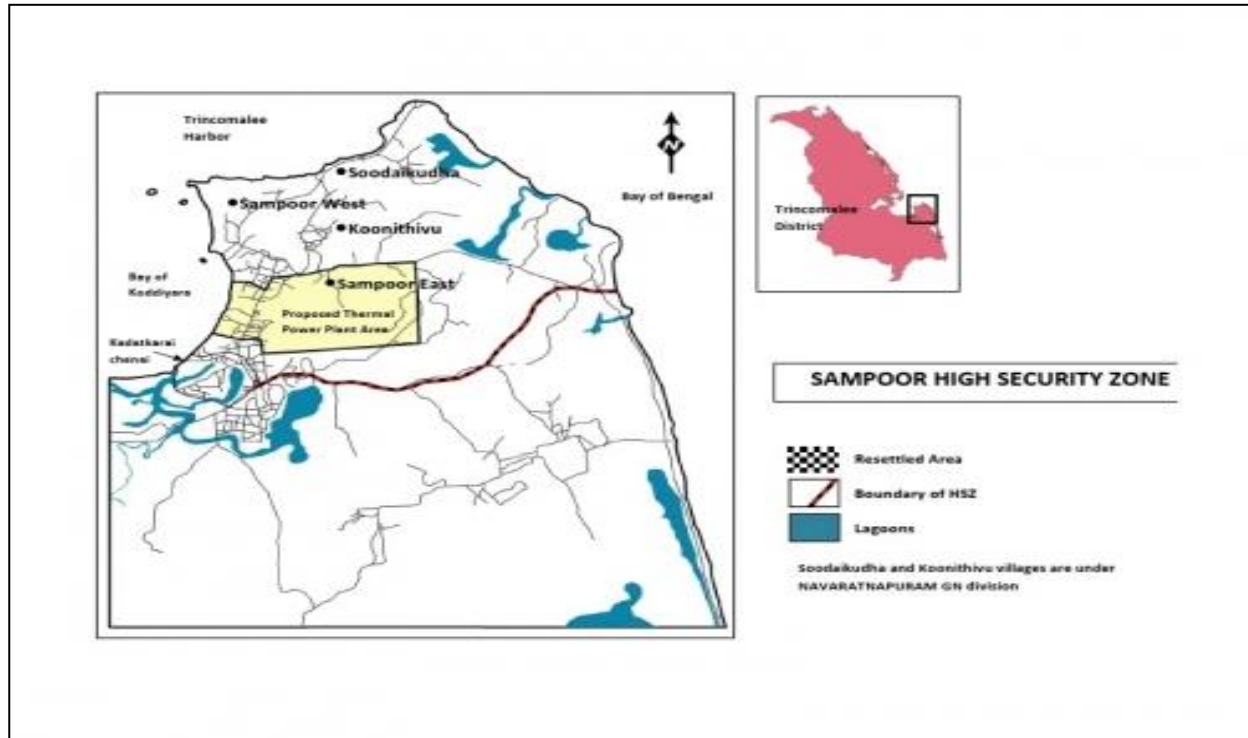 Trincomalee
Harbor
N
Soodaikudha
Sampoor West
Koonithivu
Bay of Bengal
Bay of
Koddiyara
Sampoor East
Proposed Thermal
Power Plant Area
Kadatkarai
chenai
Trincomalee
District
SAMPOOR HIGH SECURITY ZONE
Resettled Area
Boundary of HSZ
Lagoons
Soodaikudha and Koonithivu villages are under
NAVARATNAPURAM GN division